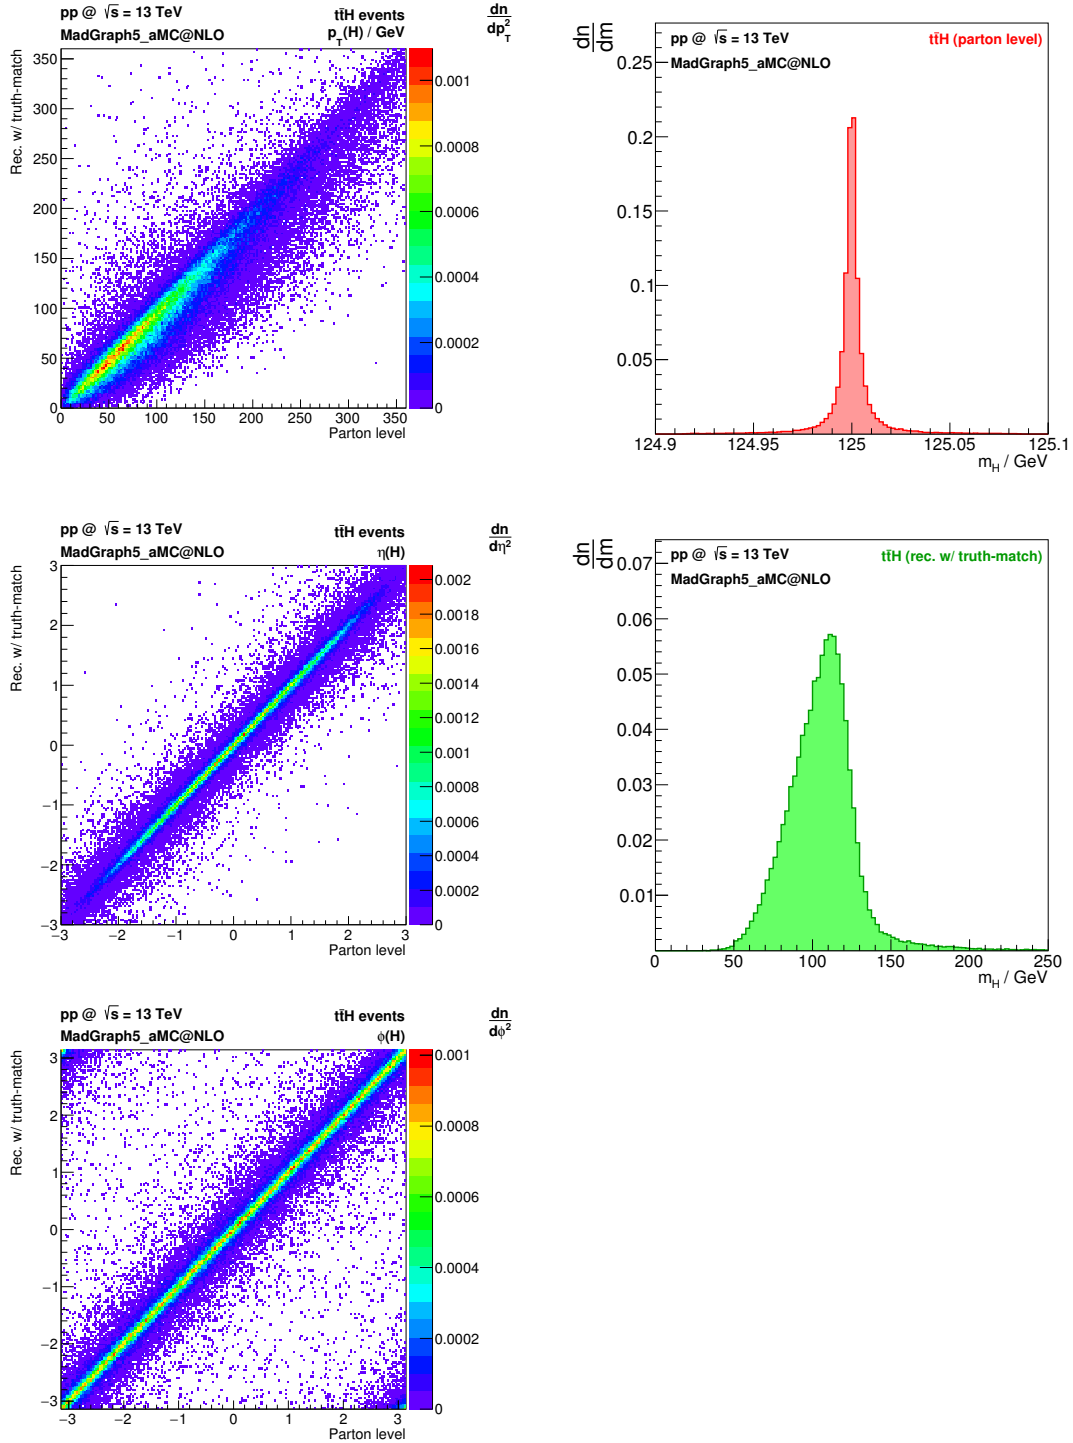 pp @ √s = 13 TeV
MadGraph5_aMC@NLO
tt̄H events
p_T(H) / GeV
dn
dp_T^2
Rec. w/ truth-match
350
300
250
200
150
100
50
0
0 50 100 150 200 250 300 350
Parton level
0.001
0.0008
0.0006
0.0004
0.0002
0
dn
dm
pp @ √s = 13 TeV
MadGraph5_aMC@NLO
tt̄H (parton level)
0.25
0.2
0.15
0.1
0.05
124.9 124.95 125 125.05 125.1
m_H / GeV
pp @ √s = 13 TeV
MadGraph5_aMC@NLO
tt̄H events
η(H)
dn
dη^2
Rec. w/ truth-match
3
2
1
0
−1
−2
−3
−3 −2 −1 0 1 2 3
Parton level
0.002
0.0018
0.0016
0.0014
0.0012
0.001
0.0008
0.0006
0.0004
0.0002
0
dn
dm
pp @ √s = 13 TeV
MadGraph5_aMC@NLO
tt̄H (rec. w/ truth-match)
0.07
0.06
0.05
0.04
0.03
0.02
0.01
0 50 100 150 200 250
m_H / GeV
pp @ √s = 13 TeV
MadGraph5_aMC@NLO
tt̄H events
ϕ(H)
dn
dϕ^2
Rec. w/ truth-match
3
2
1
0
−1
−2
−3
−3 −2 −1 0 1 2 3
Parton level
0.001
0.0008
0.0006
0.0004
0.0002
0